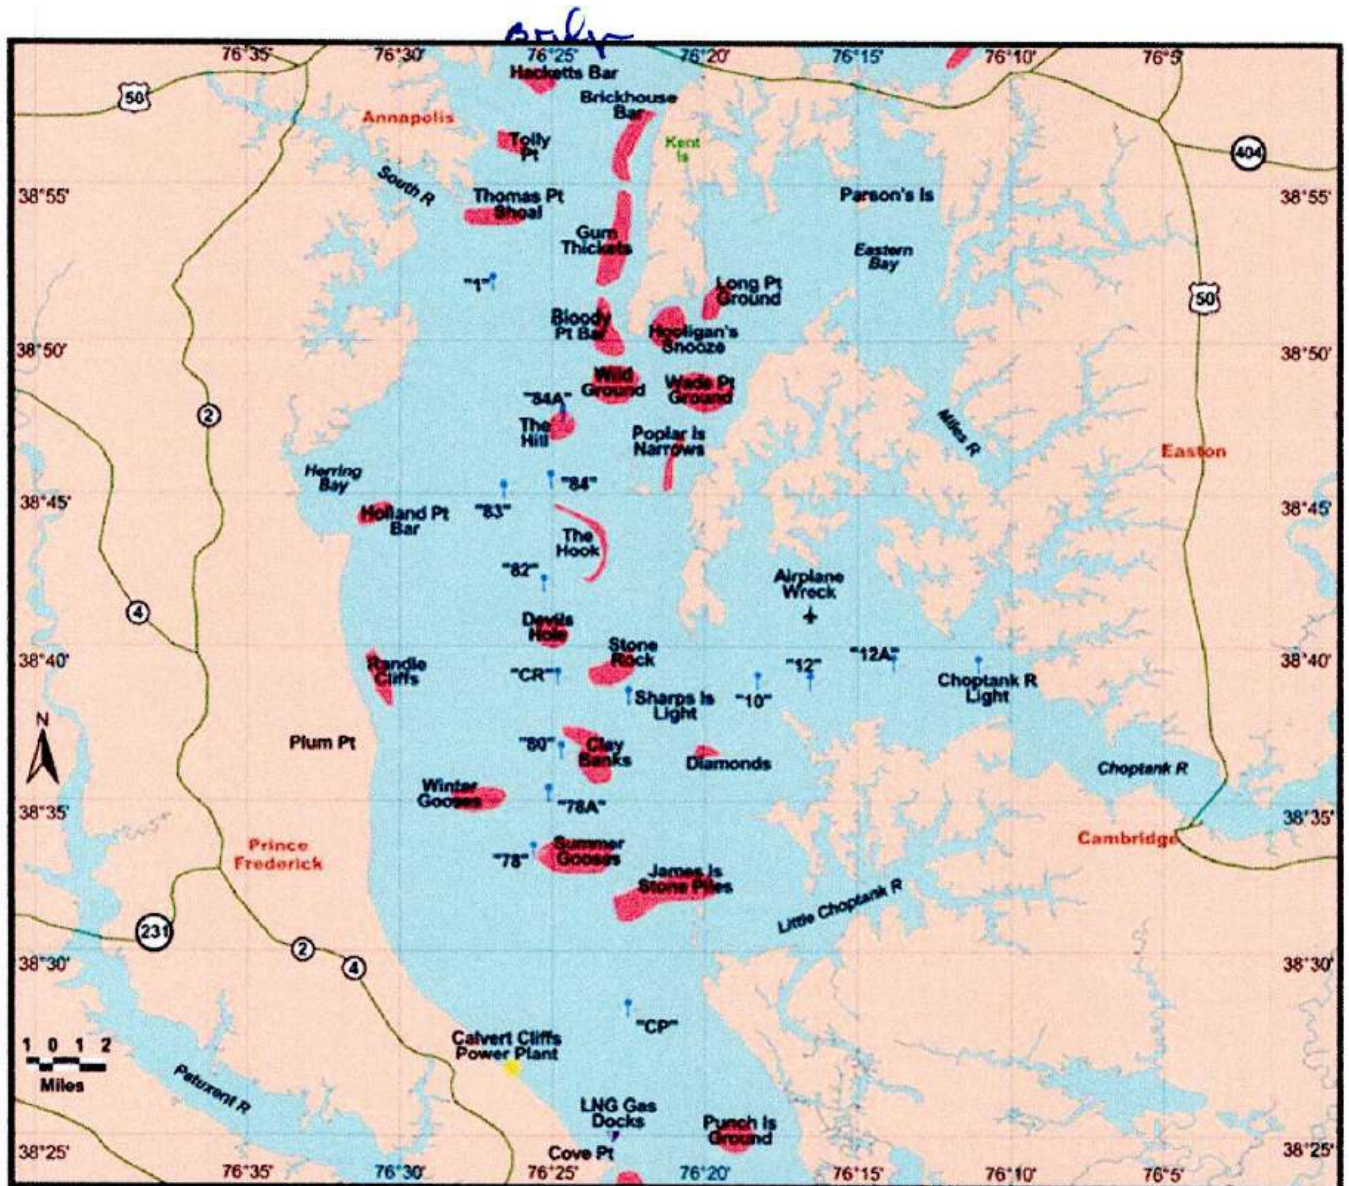 Bridge
76°35'
76°30'
76°25'
76°20'
76°15'
76°10'
76°5'
Hacketts Bar
Brickhouse
Bar
50
Annapolis
Tolly
Pt
Kent
Is
404
38°55'
South R
Thomas Pt
Shoal
Parson's Is
38°55'
Gum
Thickets
Eastern
Bay
"1"
Long Pt
Ground
50
Bloody
Pt Bar
Hooligan's
Snooze
38°50'
38°50'
Wild
Ground
Wade Pt
Ground
"84A"
2
The
Hill
Poplar Is
Narrows
Miles R
Easton
Herring
Bay
"84"
"83"
38°45'
38°45'
Holland Pt
Bar
The
Hook
"82"
Airplane
Wreck
4
Devils
Hole
Stone
Rock
38°40'
38°40'
Randle
Cliffs
"CR"
"12"
"12A"
Sharps Is
Light
"10"
Choptank R
Light
N
Plum Pt
"80"
Clay
Banks
Diamonds
Choptank R
Winter
Gooses
"78A"
38°35'
38°35'
Prince
Frederick
"78"
Summer
Gooses
Cambridge
James Is
Stone Piles
Little Choptank R
231
2
4
38°30'
38°30'
"CP"
Calvert Cliffs
Power Plant
1 0 1 2
Miles
Patuxent R
LNG Gas
Docks
Punch Is
Ground
Cove Pt
38°25'
38°25'
76°35'
76°30'
76°25'
76°20'
76°15'
76°10'
76°5'